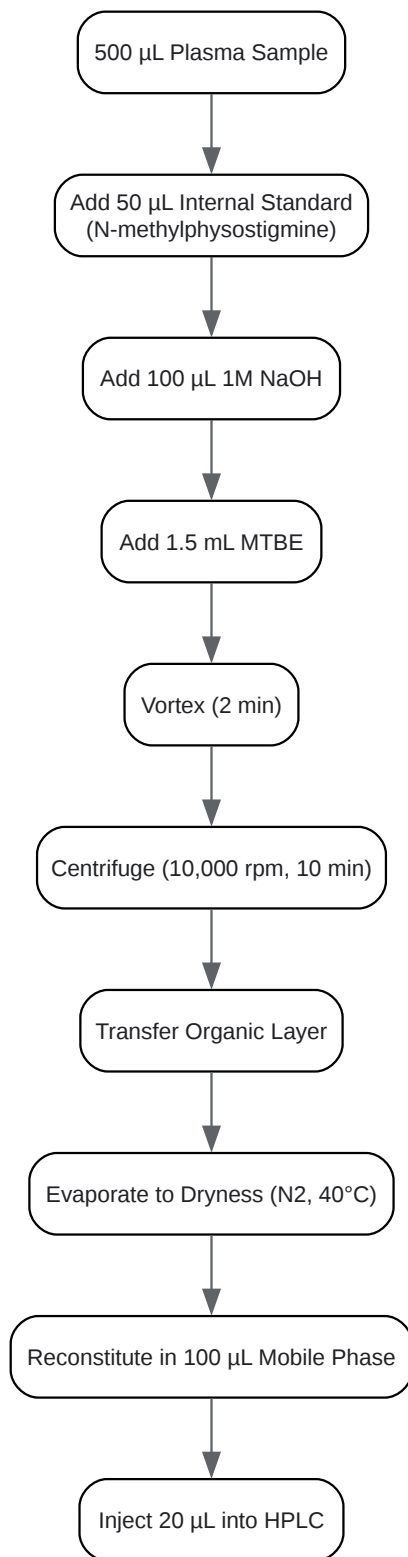 500 µL Plasma Sample
Add 50 µL Internal Standard
(N-methylphysostigmine)
Add 100 µL 1M NaOH
Add 1.5 mL MTBE
Vortex (2 min)
Centrifuge (10,000 rpm, 10 min)
Transfer Organic Layer
Evaporate to Dryness (N2, 40°C)
Reconstitute in 100 µL Mobile Phase
Inject 20 µL into HPLC